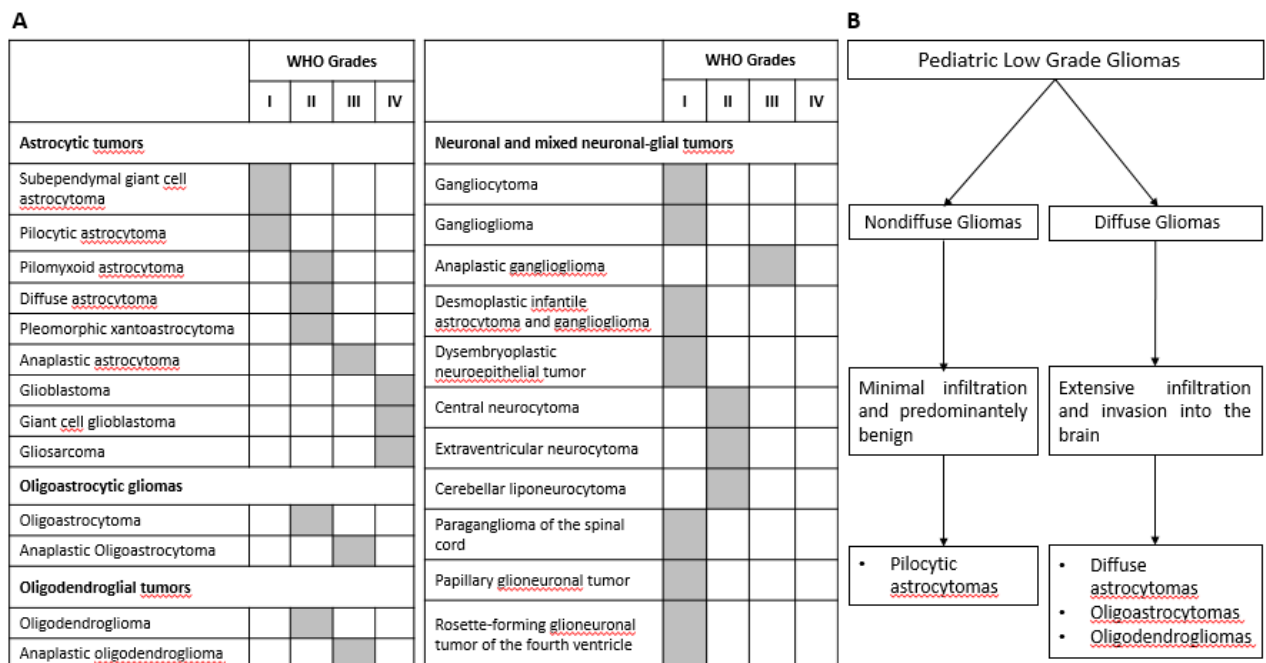 A
WHO Grades
I II III IV
Astrocytic tumors
Subependymal giant cell
astrocytoma
Pilocytic astrocytoma
Pilomyxoid astrocytoma
Diffuse astrocytoma
Pleomorphic xantoastrocytoma
Anaplastic astrocytoma
Glioblastoma
Giant cell glioblastoma
Gliosarcoma
Oligoastrocytic gliomas
Oligoastrocytoma
Anaplastic Oligoastrocytoma
Oligodendroglial tumors
Oligodendroglioma
Anaplastic oligodendroglioma
WHO Grades
I II III IV
Neuronal and mixed neuronal-glial tumors
Gangliocytoma
Ganglioglioma
Anaplastic ganglioglioma
Desmoplastic infantile
astrocytoma and ganglioglioma
Dysembryoplastic
neuroepithelial tumor
Central neurocytoma
Extraventricular neurocytoma
Cerebellar liponeurocytoma
Paraganglioma of the spinal
cord
Papillary glioneuronal tumor
Rosette-forming glioneuronal
tumor of the fourth ventricle
B
Pediatric Low Grade Gliomas
Nondiffuse Gliomas
Diffuse Gliomas
Minimal infiltration
and predominantely
benign
Extensive infiltration
and invasion into the
brain
• Pilocytic
astrocytomas
• Diffuse
astrocytomas
• Oligoastrocytomas
• Oligodendrogliomas